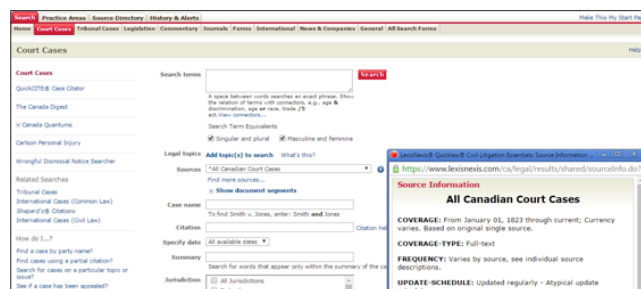 Search Practice Areas Source Directory History & Alerts
Make This My Start Pa
Home Court Cases Tribunal Cases Legislation Commentary Journals Forms International News & Companies General All Search Forms
Court Cases
Help
Court Cases
QuickCITE® Case Citator
The Canada Digest
Canada Quantums
Carlson Personal Injury
Wrongful Dismissal Notice Searcher
Related Searches
Tribunal Cases
International Cases (Common Law)
Shepard's® Citations
International Cases (Civil Law)
How do I...?
Find a case by party name?
Find cases using a partial citation?
Search for cases on a particular topic or
issue?
See if a case has been appealed?
Search terms
Search
A space between words searches an exact phrase. Show
the relation of terms with connectors, e.g., age &
discrimination, age or race, trade /5
act. View connectors...
Search Term Equivalents
Singular and plural Masculine and feminine
Legal topics Add topic(s) to search What's this?
Sources *All Canadian Court Cases
Find more sources...
Show document segments
Case name
To find Smith v. Jones, enter: Smith and Jones
Citation
Citation hel
Specify date All available dates
Summary
Search for words that appear only within the summary of the ca
Jurisdiction All Jurisdictions
LexisNexis® Quicklaw® Civil Litigation Essentials: Source Information
https://www.lexisnexis.com/ca/legal/results/shared/sourceInfo.do?
Source Information
All Canadian Court Cases
COVERAGE: From January 01, 1823 through current; Currency
varies. Based on original single source.
COVERAGE-TYPE: Full-text
FREQUENCY: Varies by source, see individual source
descriptions.
UPDATE-SCHEDULE: Updated regularly - Atypical update